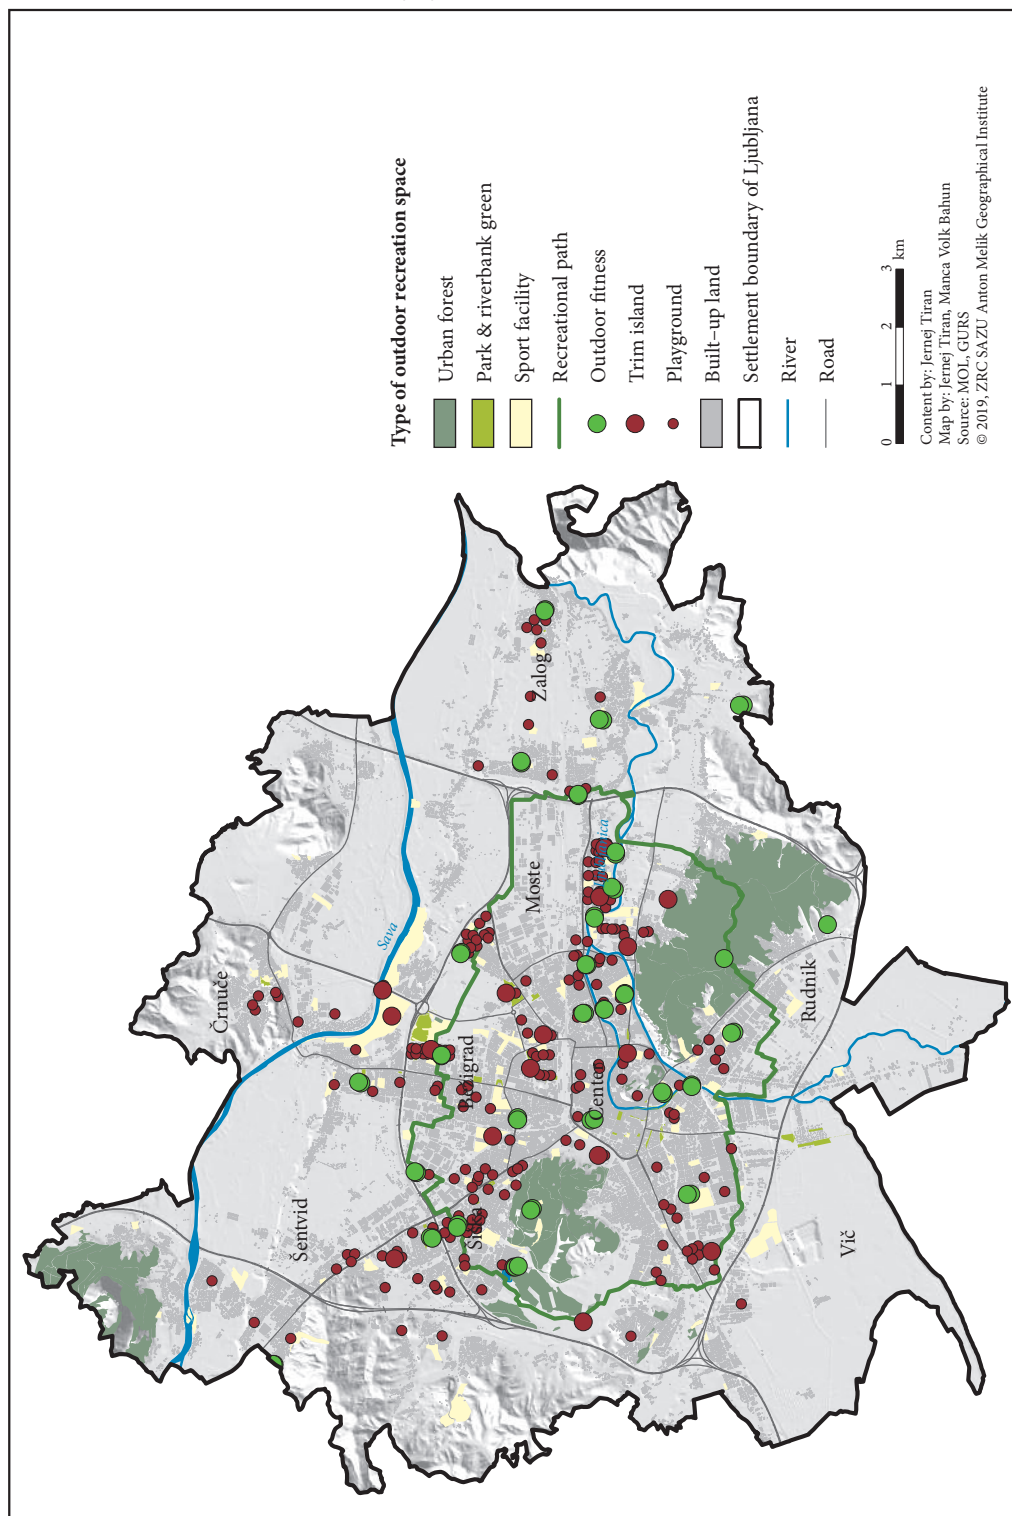 Type of outdoor recreation space
Urban forest
Park & riverbank green
Sport facility
Recreational path
Outdoor fitness
Trim island
Playground
Built–up land
Settlement boundary of Ljubljana
River
Road
0 1 2 3 km
Content by: Jernej Tiran
Map by: Jernej Tiran, Manca Volk Bahun
Source: MOL, GURS
© 2019, ZRC SAZU Anton Melik Geographical Institute
Črnuče
Sava
Šentvid
Bežigrad
Šiška
Moste
Zalog
Center
Rudnik
Vič